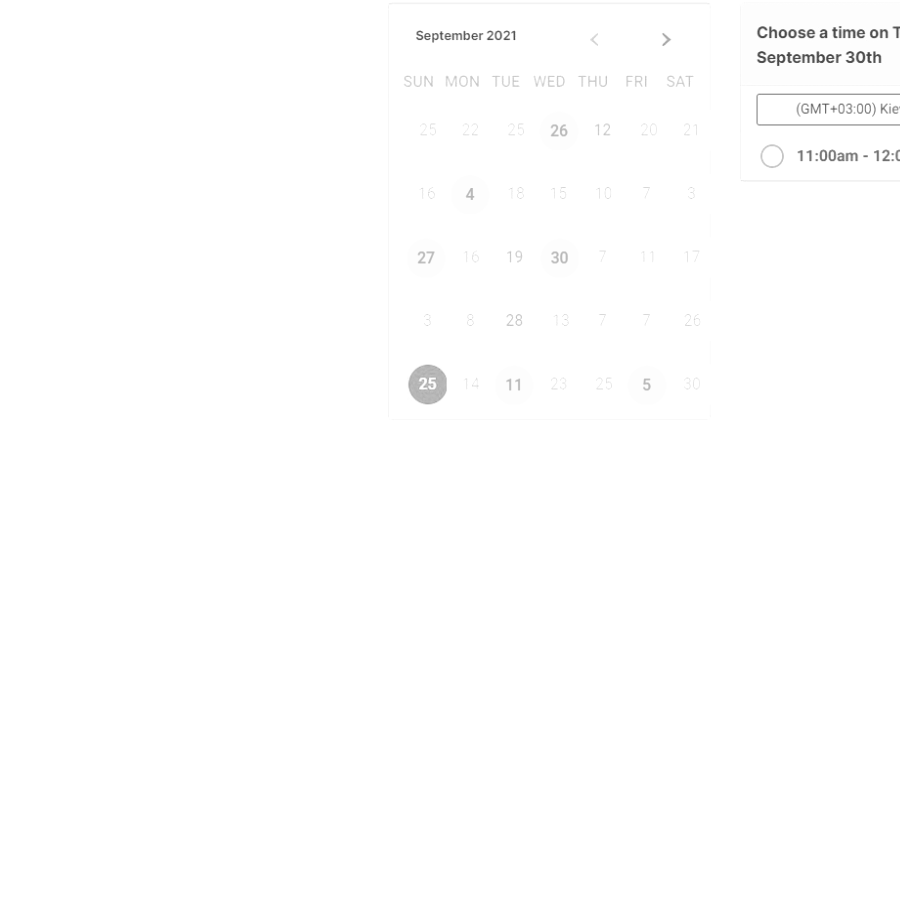 September 2021
SUN MON TUE WED THU FRI SAT
25 22 25 26 12 20 21
16 4 18 15 10 7 3
27 16 19 30 7 11 17
3 8 28 13 7 7 26
25 14 11 23 25 5 30
Choose a time on T
September 30th
(GMT+03:00) Kie
11:00am - 12:0